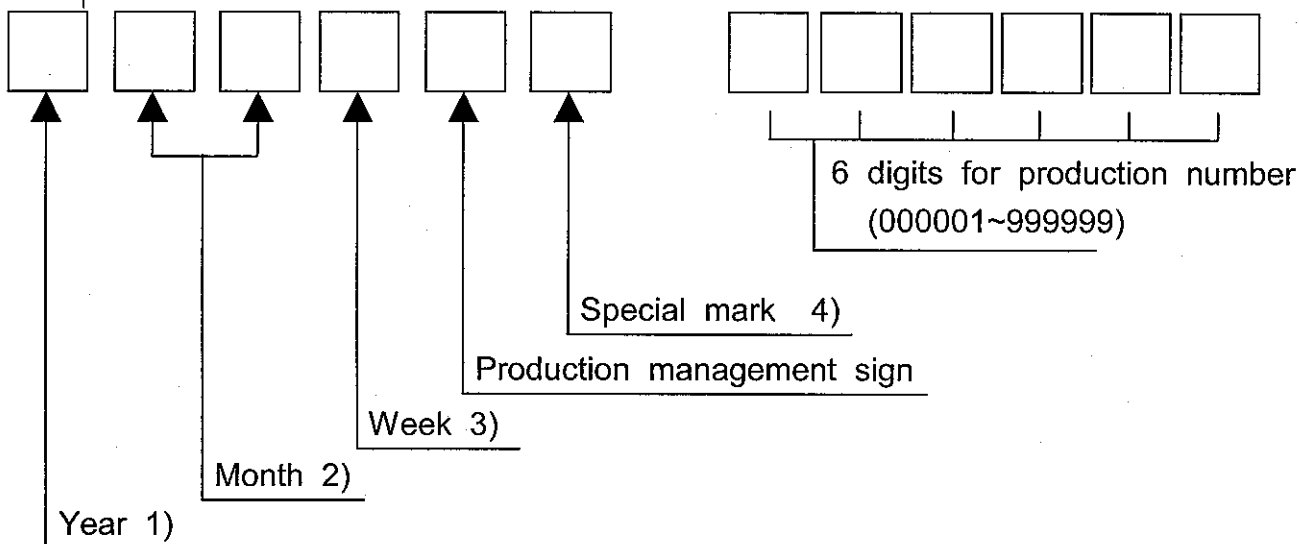 6 digits for production number
(000001~999999)
Special mark 4)
Production management sign
Week 3)
Month 2)
Year 1)